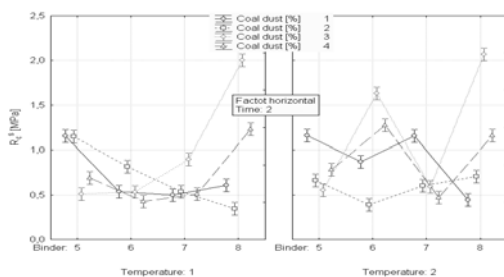 Coal dust [%] 1
Coal dust [%] 2
Coal dust [%] 3
Coal dust [%] 4
Factot horizontal
Time: 2
R [MPa]
2,5
2,0
1,5
1,0
0,5
0,0
Binder: 5 6 7 8 5 6 7 8
Temperature: 1 Temperature: 2